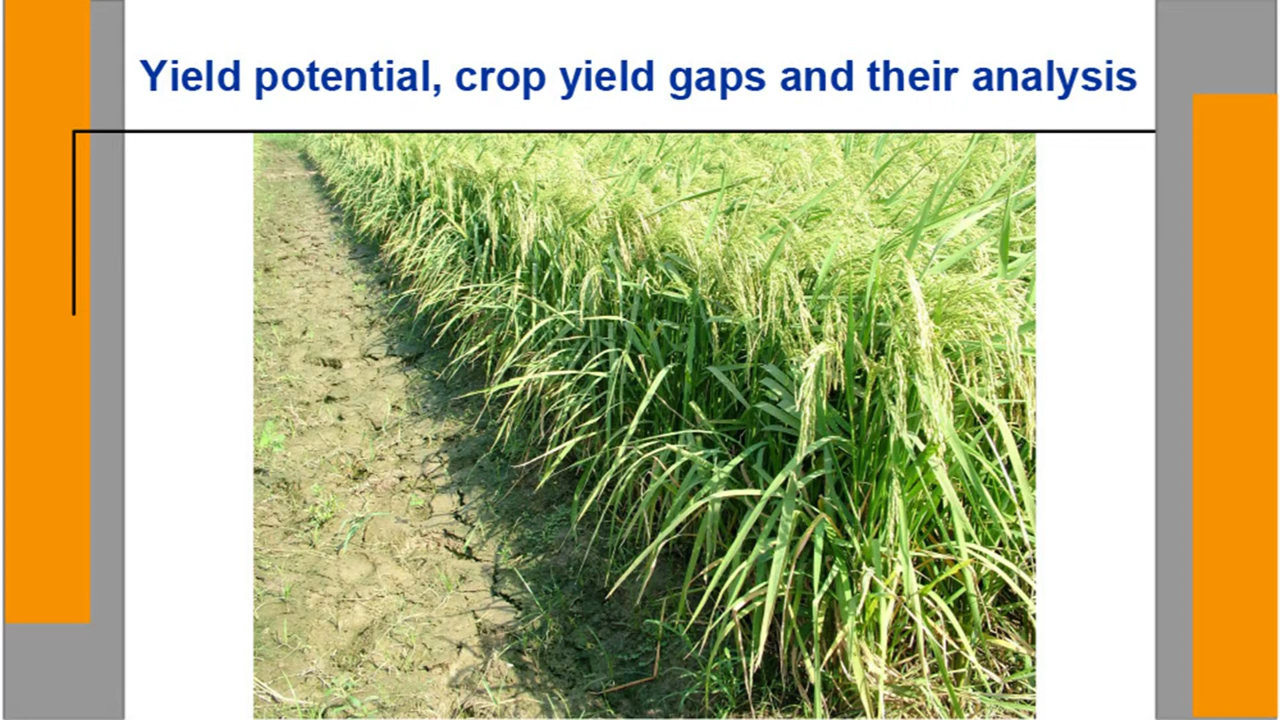 Yield potential, crop yield gaps and their analysis